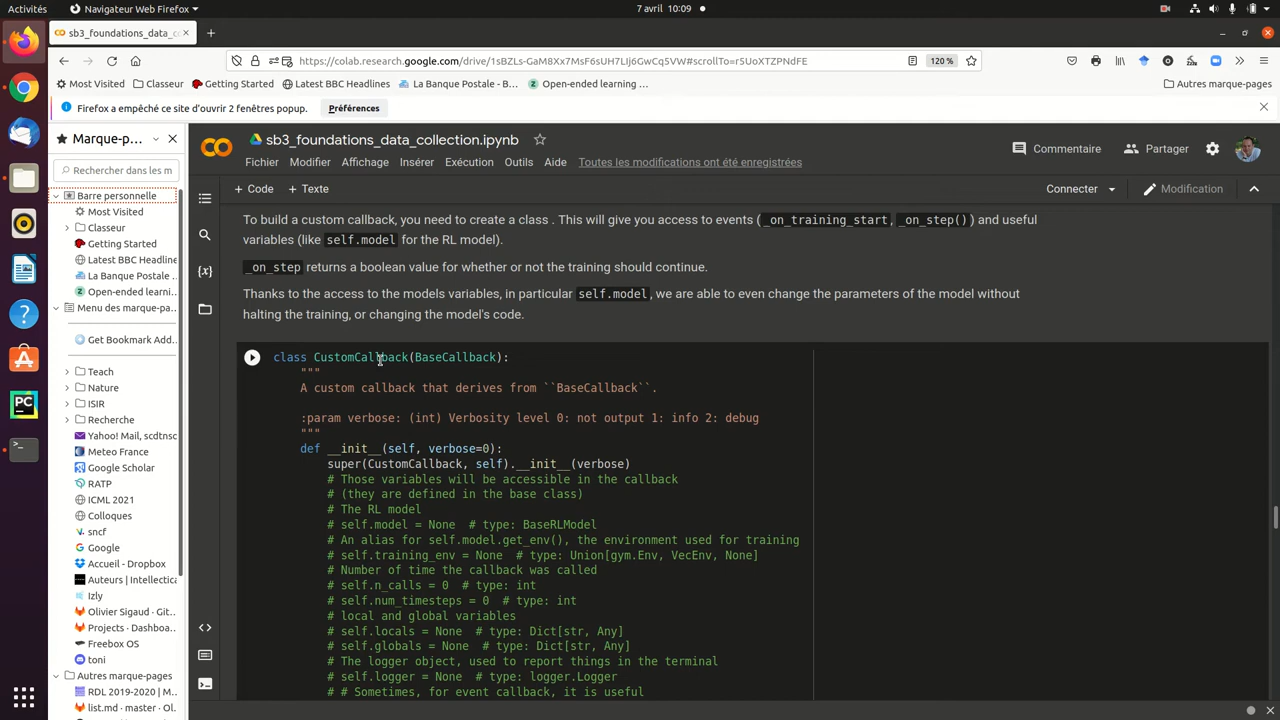 Activités
Navigateur Web Firefox
7 avril 10:09
sb3_foundations_data_c
https://colab.research.google.com/drive/1sBZLs-GaM8Xx7MsF6sUH7LIj6GwCq5VW#scrollTo=r5UoXTZPNdFE
120 %
Most Visited
Classeur
Getting Started
Latest BBC Headlines
La Banque Postale - B…
Open-ended learning …
Autres marque-pages
Firefox a empêché ce site d'ouvrir 2 fenêtres popup.
Préférences
Marque-p…
Rechercher dans les m
Barre personnelle
Most Visited
Classeur
Getting Started
Latest BBC Headline
La Banque Postale …
Open-ended learni…
Menu des marque-pa…
Get Bookmark Add…
Teach
Nature
ISIR
Recherche
Yahoo! Mail, scdtnsc…
Meteo France
Google Scholar
RATP
ICML 2021
Colloques
sncf
Google
Accueil - Dropbox
Auteurs | Intellectica
Izly
Olivier Sigaud · Git…
Projects · Dashboa…
Freebox OS
toni
Autres marque-pages
RDL 2019-2020 | M…
list.md · master · fou…
sb3_foundations_data_collection.ipynb
Fichier Modifier Affichage Insérer Exécution Outils Aide Toutes les modifications ont été enregistrées
Commentaire
Partager
+ Code + Texte
Connecter
Modification
To build a custom callback, you need to create a class . This will give you access to events ( _on_training_start, _on_step() ) and useful
variables (like self.model for the RL model).
_on_step returns a boolean value for whether or not the training should continue.
Thanks to the access to the models variables, in particular self.model, we are able to even change the parameters of the model without
halting the training, or changing the model's code.
class CustomCallback(BaseCallback):
"""
A custom callback that derives from ``BaseCallback``.
:param verbose: (int) Verbosity level 0: not output 1: info 2: debug
"""
def __init__(self, verbose=0):
super(CustomCallback, self).__init__(verbose)
# Those variables will be accessible in the callback
# (they are defined in the base class)
# The RL model
# self.model = None # type: BaseRLModel
# An alias for self.model.get_env(), the environment used for training
# self.training_env = None # type: Union[gym.Env, VecEnv, None]
# Number of time the callback was called
# self.n_calls = 0 # type: int
# self.num_timesteps = 0 # type: int
# local and global variables
# self.locals = None # type: Dict[str, Any]
# self.globals = None # type: Dict[str, Any]
# The logger object, used to report things in the terminal
# self.logger = None # type: logger.Logger
# # Sometimes, for event callback, it is useful